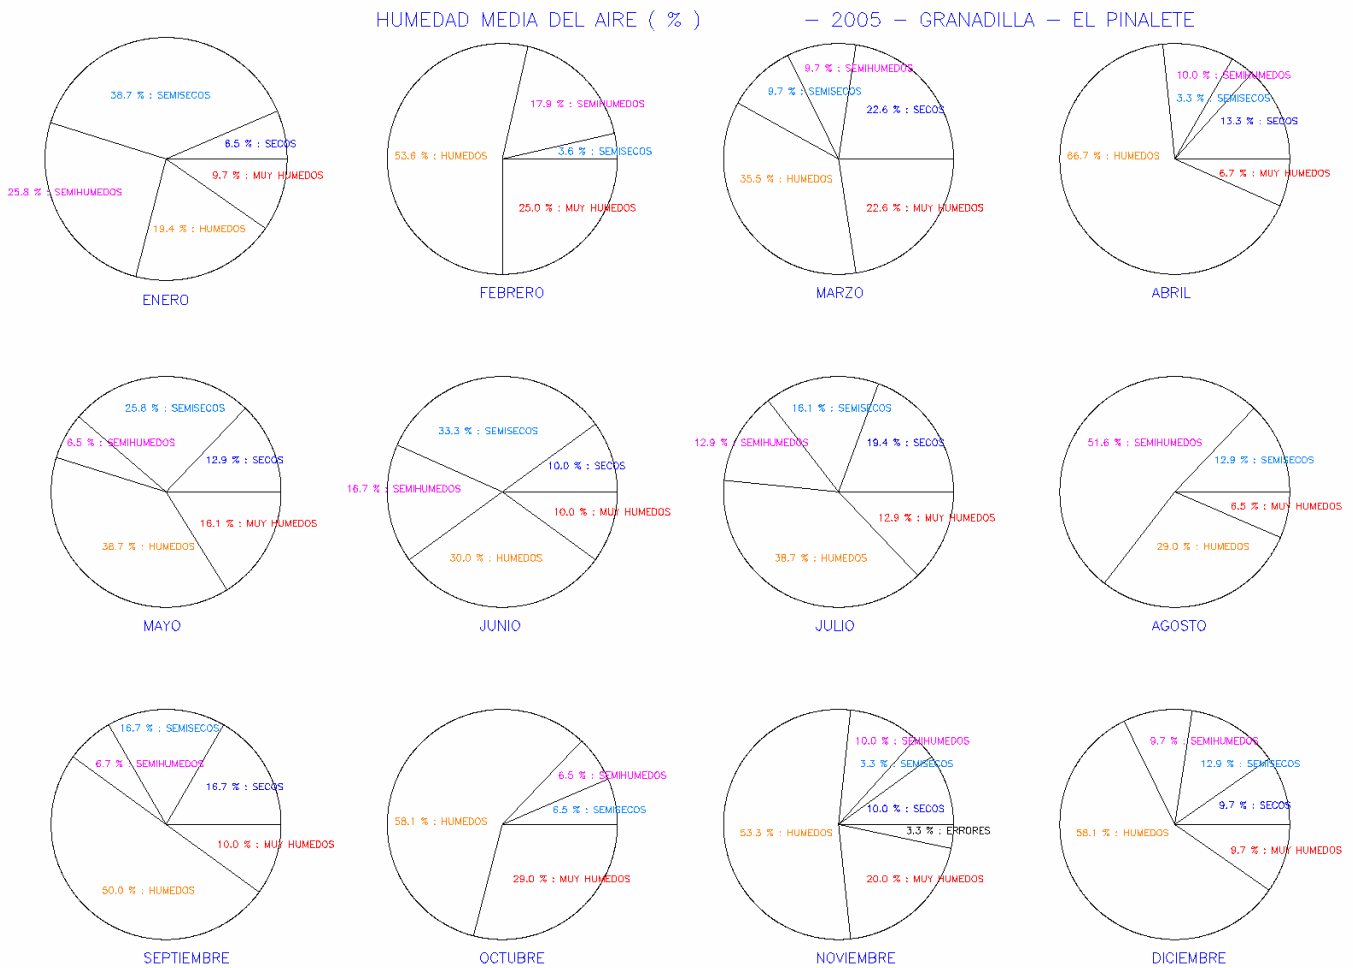 HUMEDAD MEDIA DEL AIRE ( % ) - 2005 - GRANADILLA - EL PINALETE
38.7 % : SEMISECOS
6.5 % : SECOS
9.7 % : MUY HUMEDOS
25.8 % : SEMIHUMEDOS
19.4 % : HUMEDOS
ENERO
17.9 % : SEMIHUMEDOS
53.6 % : HUMEDOS
3.6 % : SEMISECOS
25.0 % : MUY HUMEDOS
FEBRERO
9.7 % : SEMIHUMEDOS
9.7 % : SEMISECOS
22.6 % : SECOS
35.5 % : HUMEDOS
22.6 % : MUY HUMEDOS
MARZO
10.0 % : SEMIHUMEDOS
3.3 % : SEMISECOS
13.3 % : SECOS
66.7 % : HUMEDOS
6.7 % : MUY HUMEDOS
ABRIL
25.8 % : SEMISECOS
6.5 % : SEMIHUMEDOS
12.9 % : SECOS
16.1 % : MUY HUMEDOS
38.7 % : HUMEDOS
MAYO
33.3 % : SEMISECOS
10.0 % : SECOS
16.7 % : SEMIHUMEDOS
10.0 % : MUY HUMEDOS
30.0 % : HUMEDOS
JUNIO
16.1 % : SEMISECOS
12.9 % : SEMIHUMEDOS
19.4 % : SECOS
12.9 % : MUY HUMEDOS
38.7 % : HUMEDOS
JULIO
51.6 % : SEMIHUMEDOS
12.9 % : SEMISECOS
6.5 % : MUY HUMEDOS
29.0 % : HUMEDOS
AGOSTO
16.7 % : SEMISECOS
6.7 % : SEMIHUMEDOS
16.7 % : SECOS
10.0 % : MUY HUMEDOS
50.0 % : HUMEDOS
SEPTIEMBRE
6.5 % : SEMIHUMEDOS
6.5 % : SEMISECOS
58.1 % : HUMEDOS
29.0 % : MUY HUMEDOS
OCTUBRE
10.0 % : SEMIHUMEDOS
3.3 % : SEMISECOS
10.0 % : SECOS
53.3 % : HUMEDOS
3.3 % : ERRORES
20.0 % : MUY HUMEDOS
NOVIEMBRE
9.7 % : SEMIHUMEDOS
12.9 % : SEMISECOS
9.7 % : SECOS
58.1 % : HUMEDOS
9.7 % : MUY HUMEDOS
DICIEMBRE